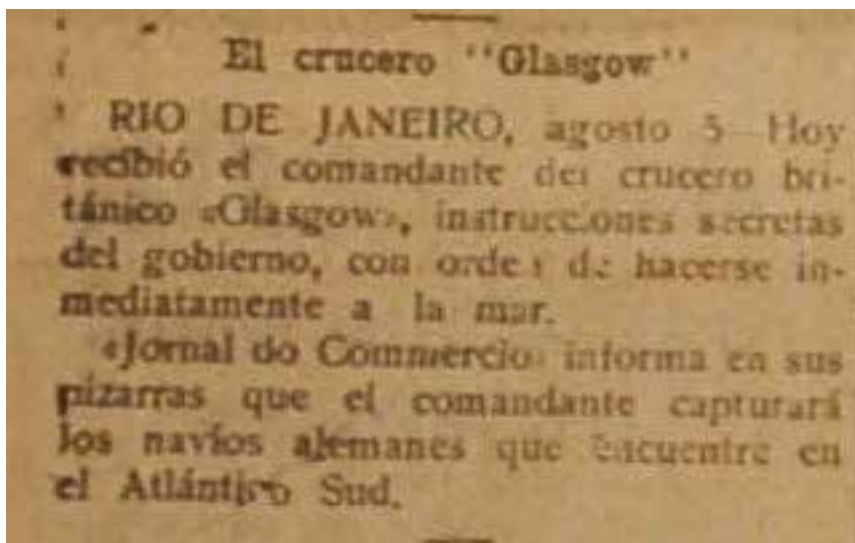 El crucero "Glasgow"
RIO DE JANEIRO, agosto 5—Hoy
recibió el comandante del crucero bri-
tánico «Glasgow», instrucciones secretas
del gobierno, con orden de hacerse in-
mediatamente a la mar.
«Jornal do Commercio» informa en sus
pizarras que el comandante capturará
los navíos alemanes que encuentre en
el Atlántico Sud.